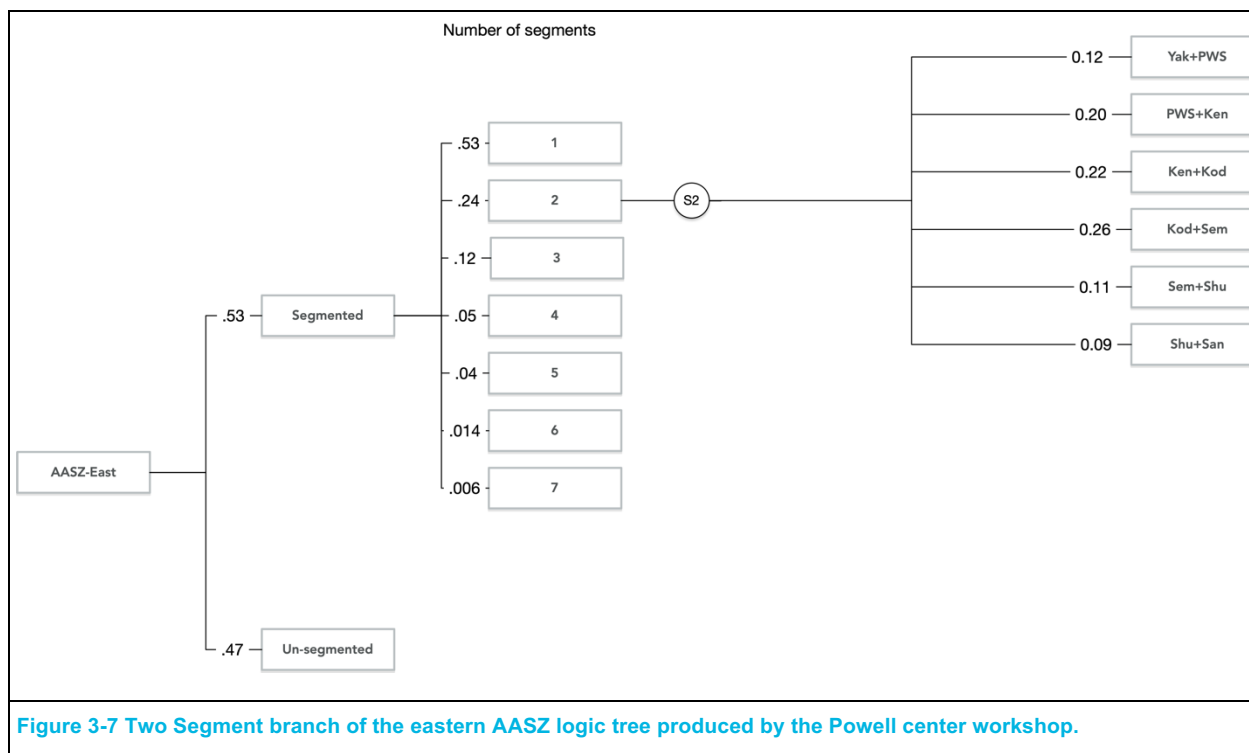 Number of segments
0.12
Yak+PWS
0.20
PWS+Ken
.53
1
0.22
Ken+Kod
.24
2
S2
0.26
Kod+Sem
.12
3
0.11
Sem+Shu
.53
Segmented
.05
4
0.09
Shu+San
.04
5
.014
6
AASZ-East
.006
7
.47
Un-segmented
Figure 3-7 Two Segment branch of the eastern AASZ logic tree produced by the Powell center workshop.